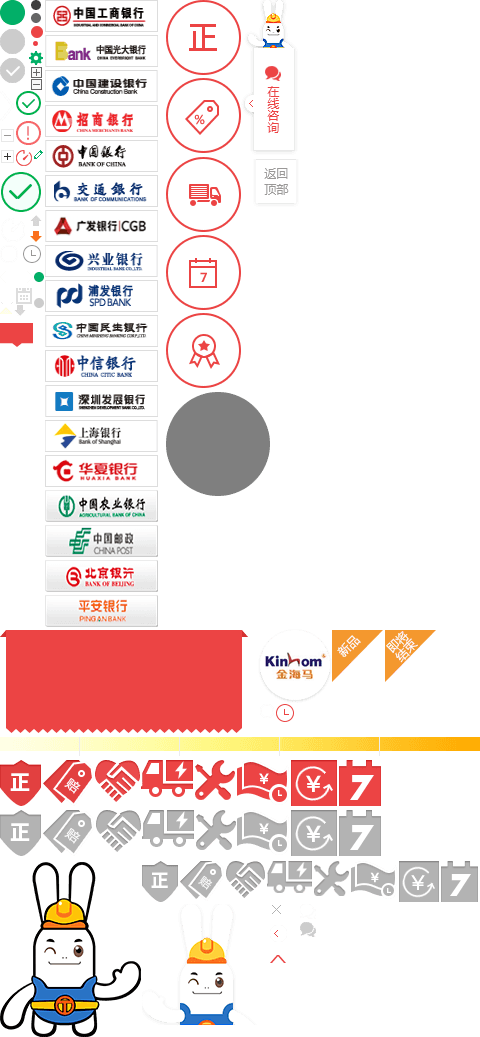 中国工商银行
INDUSTRIAL AND COMMERCIAL BANK OF CHINA
Bank
中国光大银行
CHINA EVERBRIGHT BANK
中国建设银行
China Construction Bank
招商银行
CHINA MERCHANTS BANK
中国银行
BANK OF CHINA
交通银行
BANK OF COMMUNICATIONS
广发银行|CGB
兴业银行
INDUSTRIAL BANK CO.,LTD.
浦发银行
SPD BANK
中国民生银行
CHINA MINSHENG BANKING CORP.,LTD.
中信银行
CHINA CITIC BANK
深圳发展银行
SHENZHEN DEVELOPMENT BANK CO.,LTD.
上海银行
Bank of Shanghai
华夏银行
HUAXIA BANK
中国农业银行
AGRICULTURAL BANK OF CHINA
中国邮政
CHINA POST
北京银行
BANK OF BEIJING
平安银行
PING AN BANK
正
%
7
在线咨询
返回
顶部
Kinhom
金海马
新品
即将
结束
正
赔
¥
¥
7
正
赔
¥
¥
7
正
赔
¥
¥
7